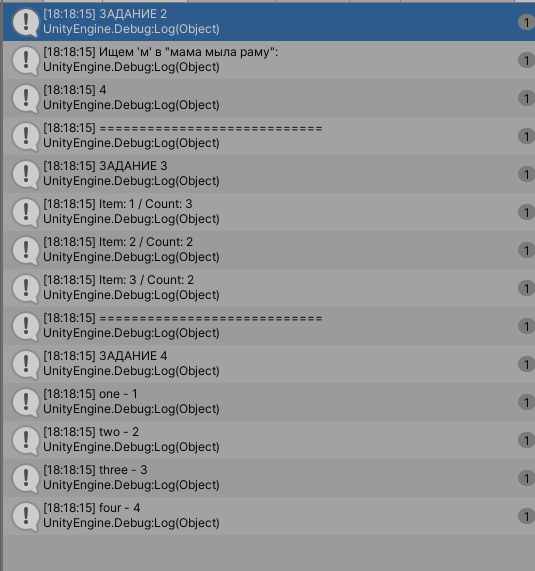 [18:18:15] ЗАДАНИЕ 2
UnityEngine.Debug:Log(Object)
1
[18:18:15] Ищем 'м' в "мама мыла раму":
UnityEngine.Debug:Log(Object)
1
[18:18:15] 4
UnityEngine.Debug:Log(Object)
1
[18:18:15] ============================
UnityEngine.Debug:Log(Object)
1
[18:18:15] ЗАДАНИЕ 3
UnityEngine.Debug:Log(Object)
1
[18:18:15] Item: 1 / Count: 3
UnityEngine.Debug:Log(Object)
1
[18:18:15] Item: 2 / Count: 2
UnityEngine.Debug:Log(Object)
1
[18:18:15] Item: 3 / Count: 2
UnityEngine.Debug:Log(Object)
1
[18:18:15] ============================
UnityEngine.Debug:Log(Object)
1
[18:18:15] ЗАДАНИЕ 4
UnityEngine.Debug:Log(Object)
1
[18:18:15] one - 1
UnityEngine.Debug:Log(Object)
1
[18:18:15] two - 2
UnityEngine.Debug:Log(Object)
1
[18:18:15] three - 3
UnityEngine.Debug:Log(Object)
1
[18:18:15] four - 4
UnityEngine.Debug:Log(Object)
1